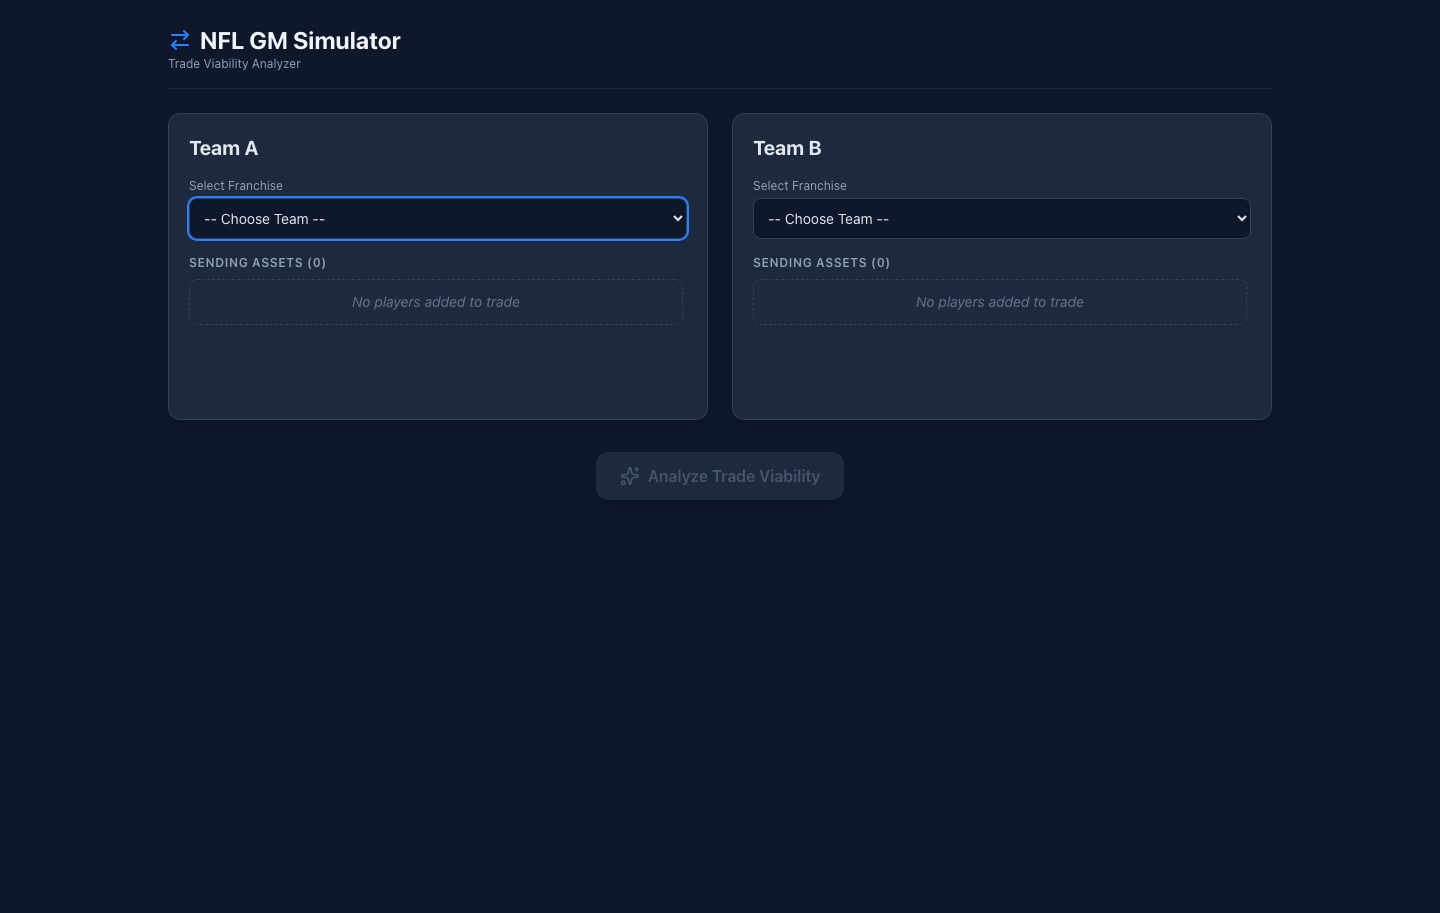 NFL GM Simulator
Trade Viability Analyzer
Team A
Select Franchise
-- Choose Team --
SENDING ASSETS (0)
No players added to trade
Team B
Select Franchise
-- Choose Team --
SENDING ASSETS (0)
No players added to trade
Analyze Trade Viability